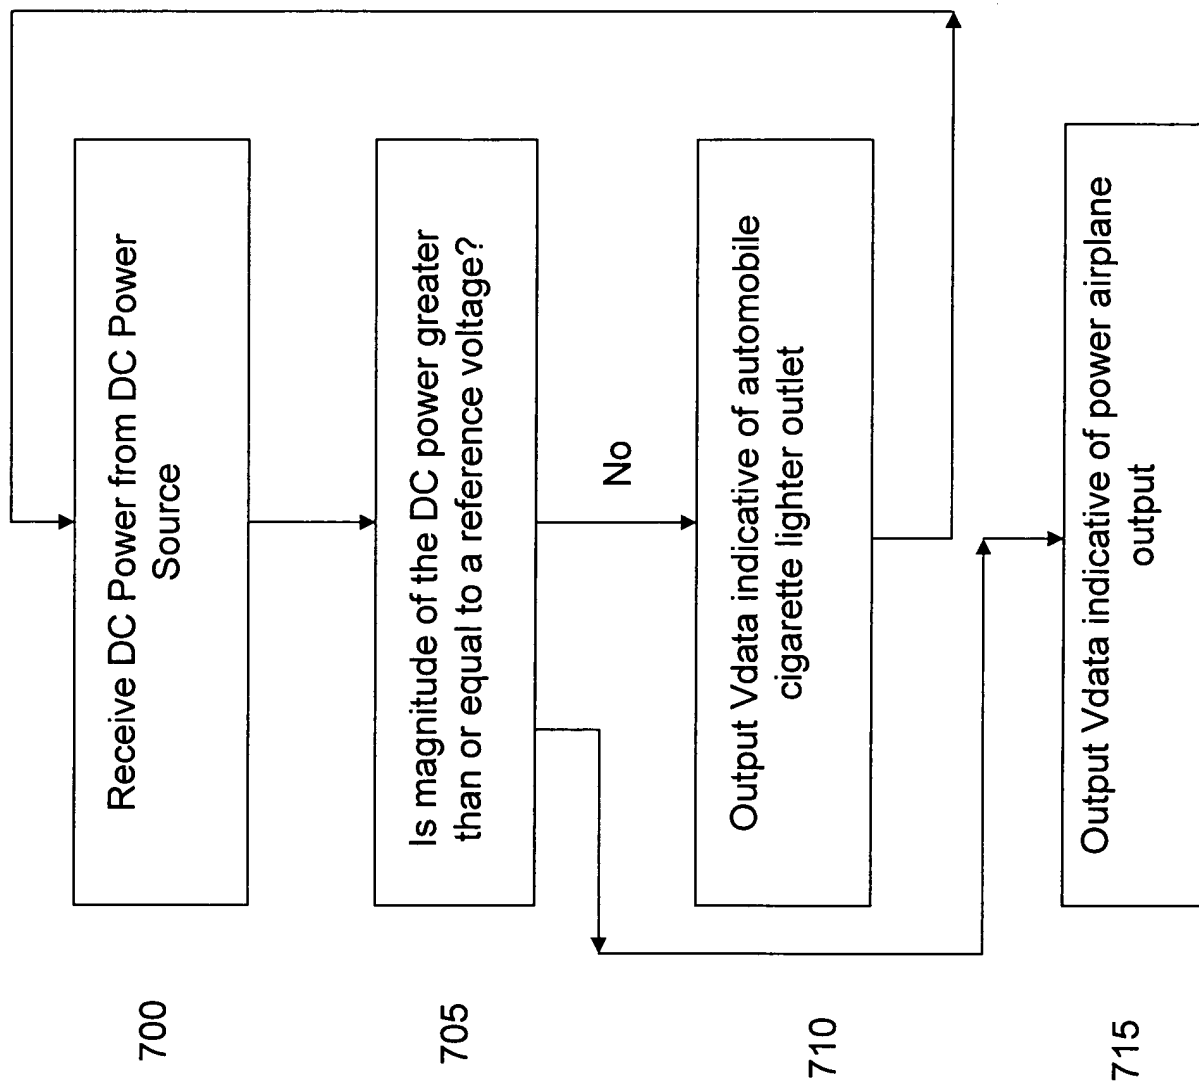 700
Receive DC Power from DC Power
Source
705
Is magnitude of the DC power greater
than or equal to a reference voltage?
No
710
Output Vdata indicative of automobile
cigarette lighter outlet
715
Output Vdata indicative of power airplane
output